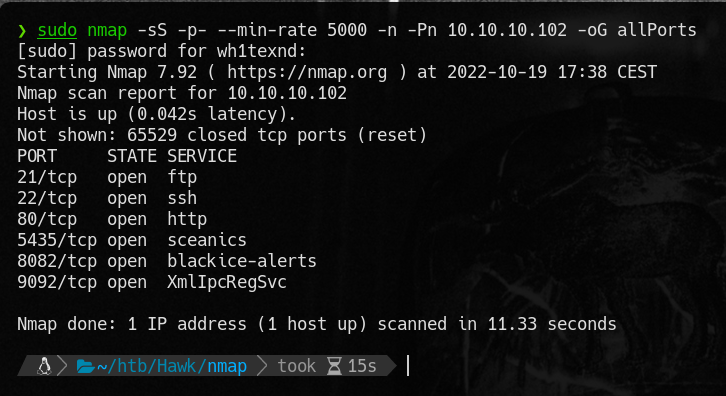 ❯ sudo nmap -sS -p- --min-rate 5000 -n -Pn 10.10.10.102 -oG allPorts
[sudo] password for wh1texnd:
Starting Nmap 7.92 ( https://nmap.org ) at 2022-10-19 17:38 CEST
Nmap scan report for 10.10.10.102
Host is up (0.042s latency).
Not shown: 65529 closed tcp ports (reset)
PORT     STATE SERVICE
21/tcp   open  ftp
22/tcp   open  ssh
80/tcp   open  http
5435/tcp open  sceanics
8082/tcp open  blackice-alerts
9092/tcp open  XmlIpcRegSvc
Nmap done: 1 IP address (1 host up) scanned in 11.33 seconds
~/htb/Hawk/nmap took 15s